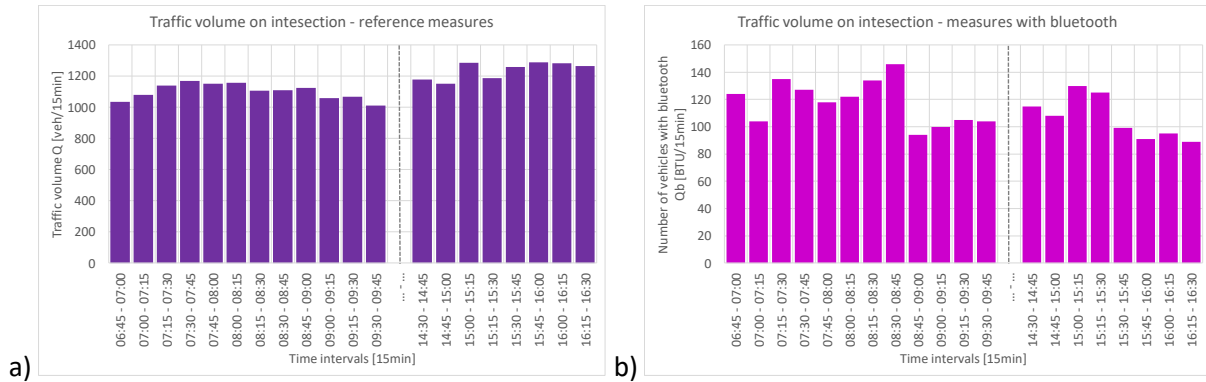 Traffic volume on intesection - reference measures
Traffic volume Q [veh/15min]
1400
1200
1000
800
600
400
200
0
06:45 - 07:00
07:00 - 07:15
07:15 - 07:30
07:30 - 07:45
07:45 - 08:00
08:00 - 08:15
08:15 - 08:30
08:30 - 08:45
08:45 - 09:00
09:00 - 09:15
09:15 - 09:30
09:30 - 09:45
... - ...
14:30 - 14:45
14:45 - 15:00
15:00 - 15:15
15:15 - 15:30
15:30 - 15:45
15:45 - 16:00
16:00 - 16:15
16:15 - 16:30
Time intervals [15min]
a)
Traffic volume on intesection - measures with bluetooth
Number of vehicles with bluetooth
Qb [BTU/15min]
160
140
120
100
80
60
40
20
0
06:45 - 07:00
07:00 - 07:15
07:15 - 07:30
07:30 - 07:45
07:45 - 08:00
08:00 - 08:15
08:15 - 08:30
08:30 - 08:45
08:45 - 09:00
09:00 - 09:15
09:15 - 09:30
09:30 - 09:45
... - ...
14:30 - 14:45
14:45 - 15:00
15:00 - 15:15
15:15 - 15:30
15:30 - 15:45
15:45 - 16:00
16:00 - 16:15
16:15 - 16:30
Time intervals [15min]
b)